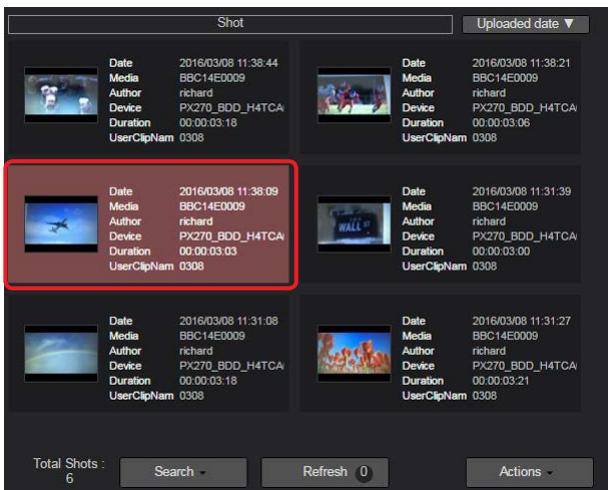 Shot
Uploaded date ▼
Date 2016/03/08 11:38:44
Media BBC14E0009
Author richard
Device PX270_BDD_H4TCA
Duration 00:00:03:18
UserClipNam 0308
Date 2016/03/08 11:38:21
Media BBC14E0009
Author richard
Device PX270_BDD_H4TCA
Duration 00:00:03:06
UserClipNam 0308
Date 2016/03/08 11:38:09
Media BBC14E0009
Author richard
Device PX270_BDD_H4TCA
Duration 00:00:03:03
UserClipNam 0308
WALL ST
Date 2016/03/08 11:31:39
Media BBC14E0009
Author richard
Device PX270_BDD_H4TCA
Duration 00:00:03:00
UserClipNam 0308
Date 2016/03/08 11:31:08
Media BBC14E0009
Author richard
Device PX270_BDD_H4TCA
Duration 00:00:03:18
UserClipNam 0308
Date 2016/03/08 11:31:27
Media BBC14E0009
Author richard
Device PX270_BDD_H4TCA
Duration 00:00:03:21
UserClipNam 0308
Total Shots :
6
Search
Refresh 0
Actions